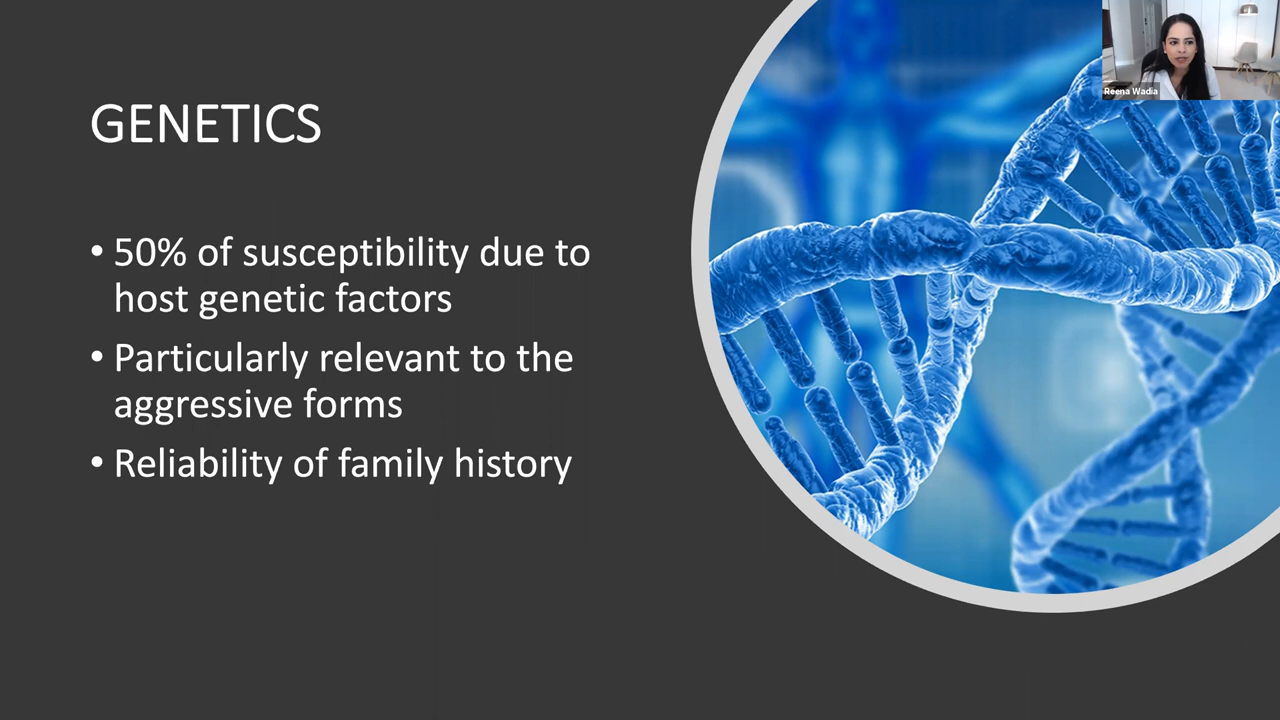 Reena Wadia
GENETICS
• 50% of susceptibility due to
host genetic factors
• Particularly relevant to the
aggressive forms
• Reliability of family history